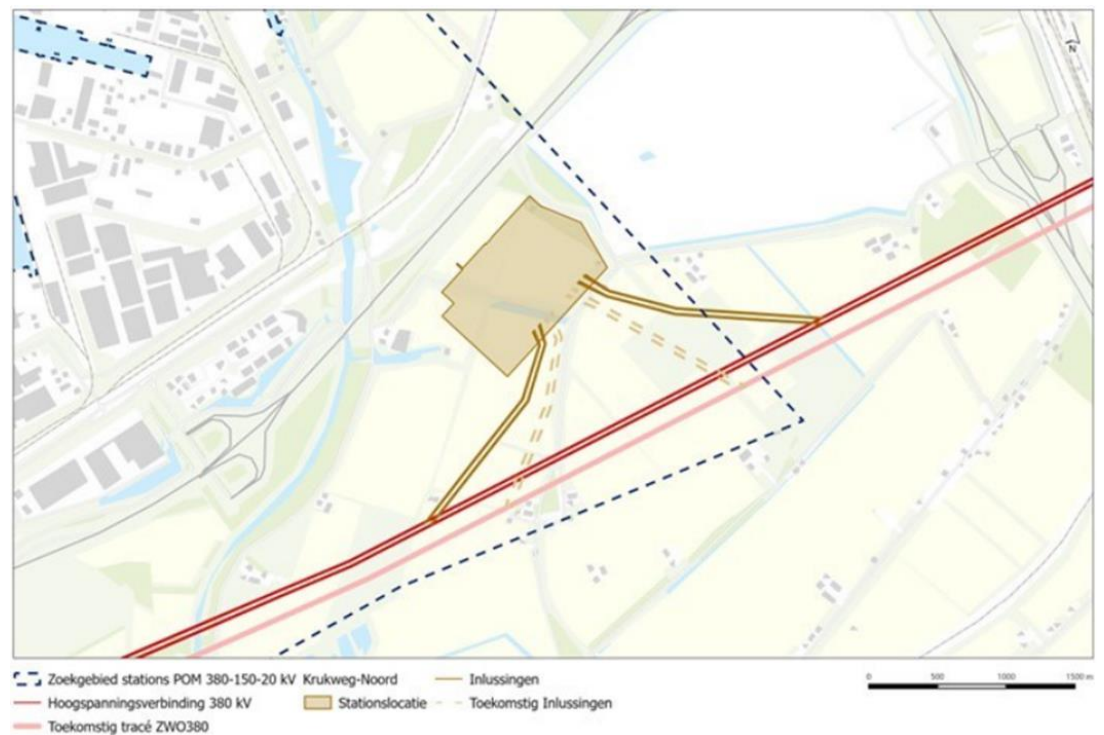 N
Zoekgebied stations POM 380-150-20 kV Krukweg-Noord
Inlussingen
Hoogspanningsverbinding 380 kV
Stationslocatie
Toekomstig Inlussingen
Toekomstig tracé ZWO380
0 500 1000 1500 m